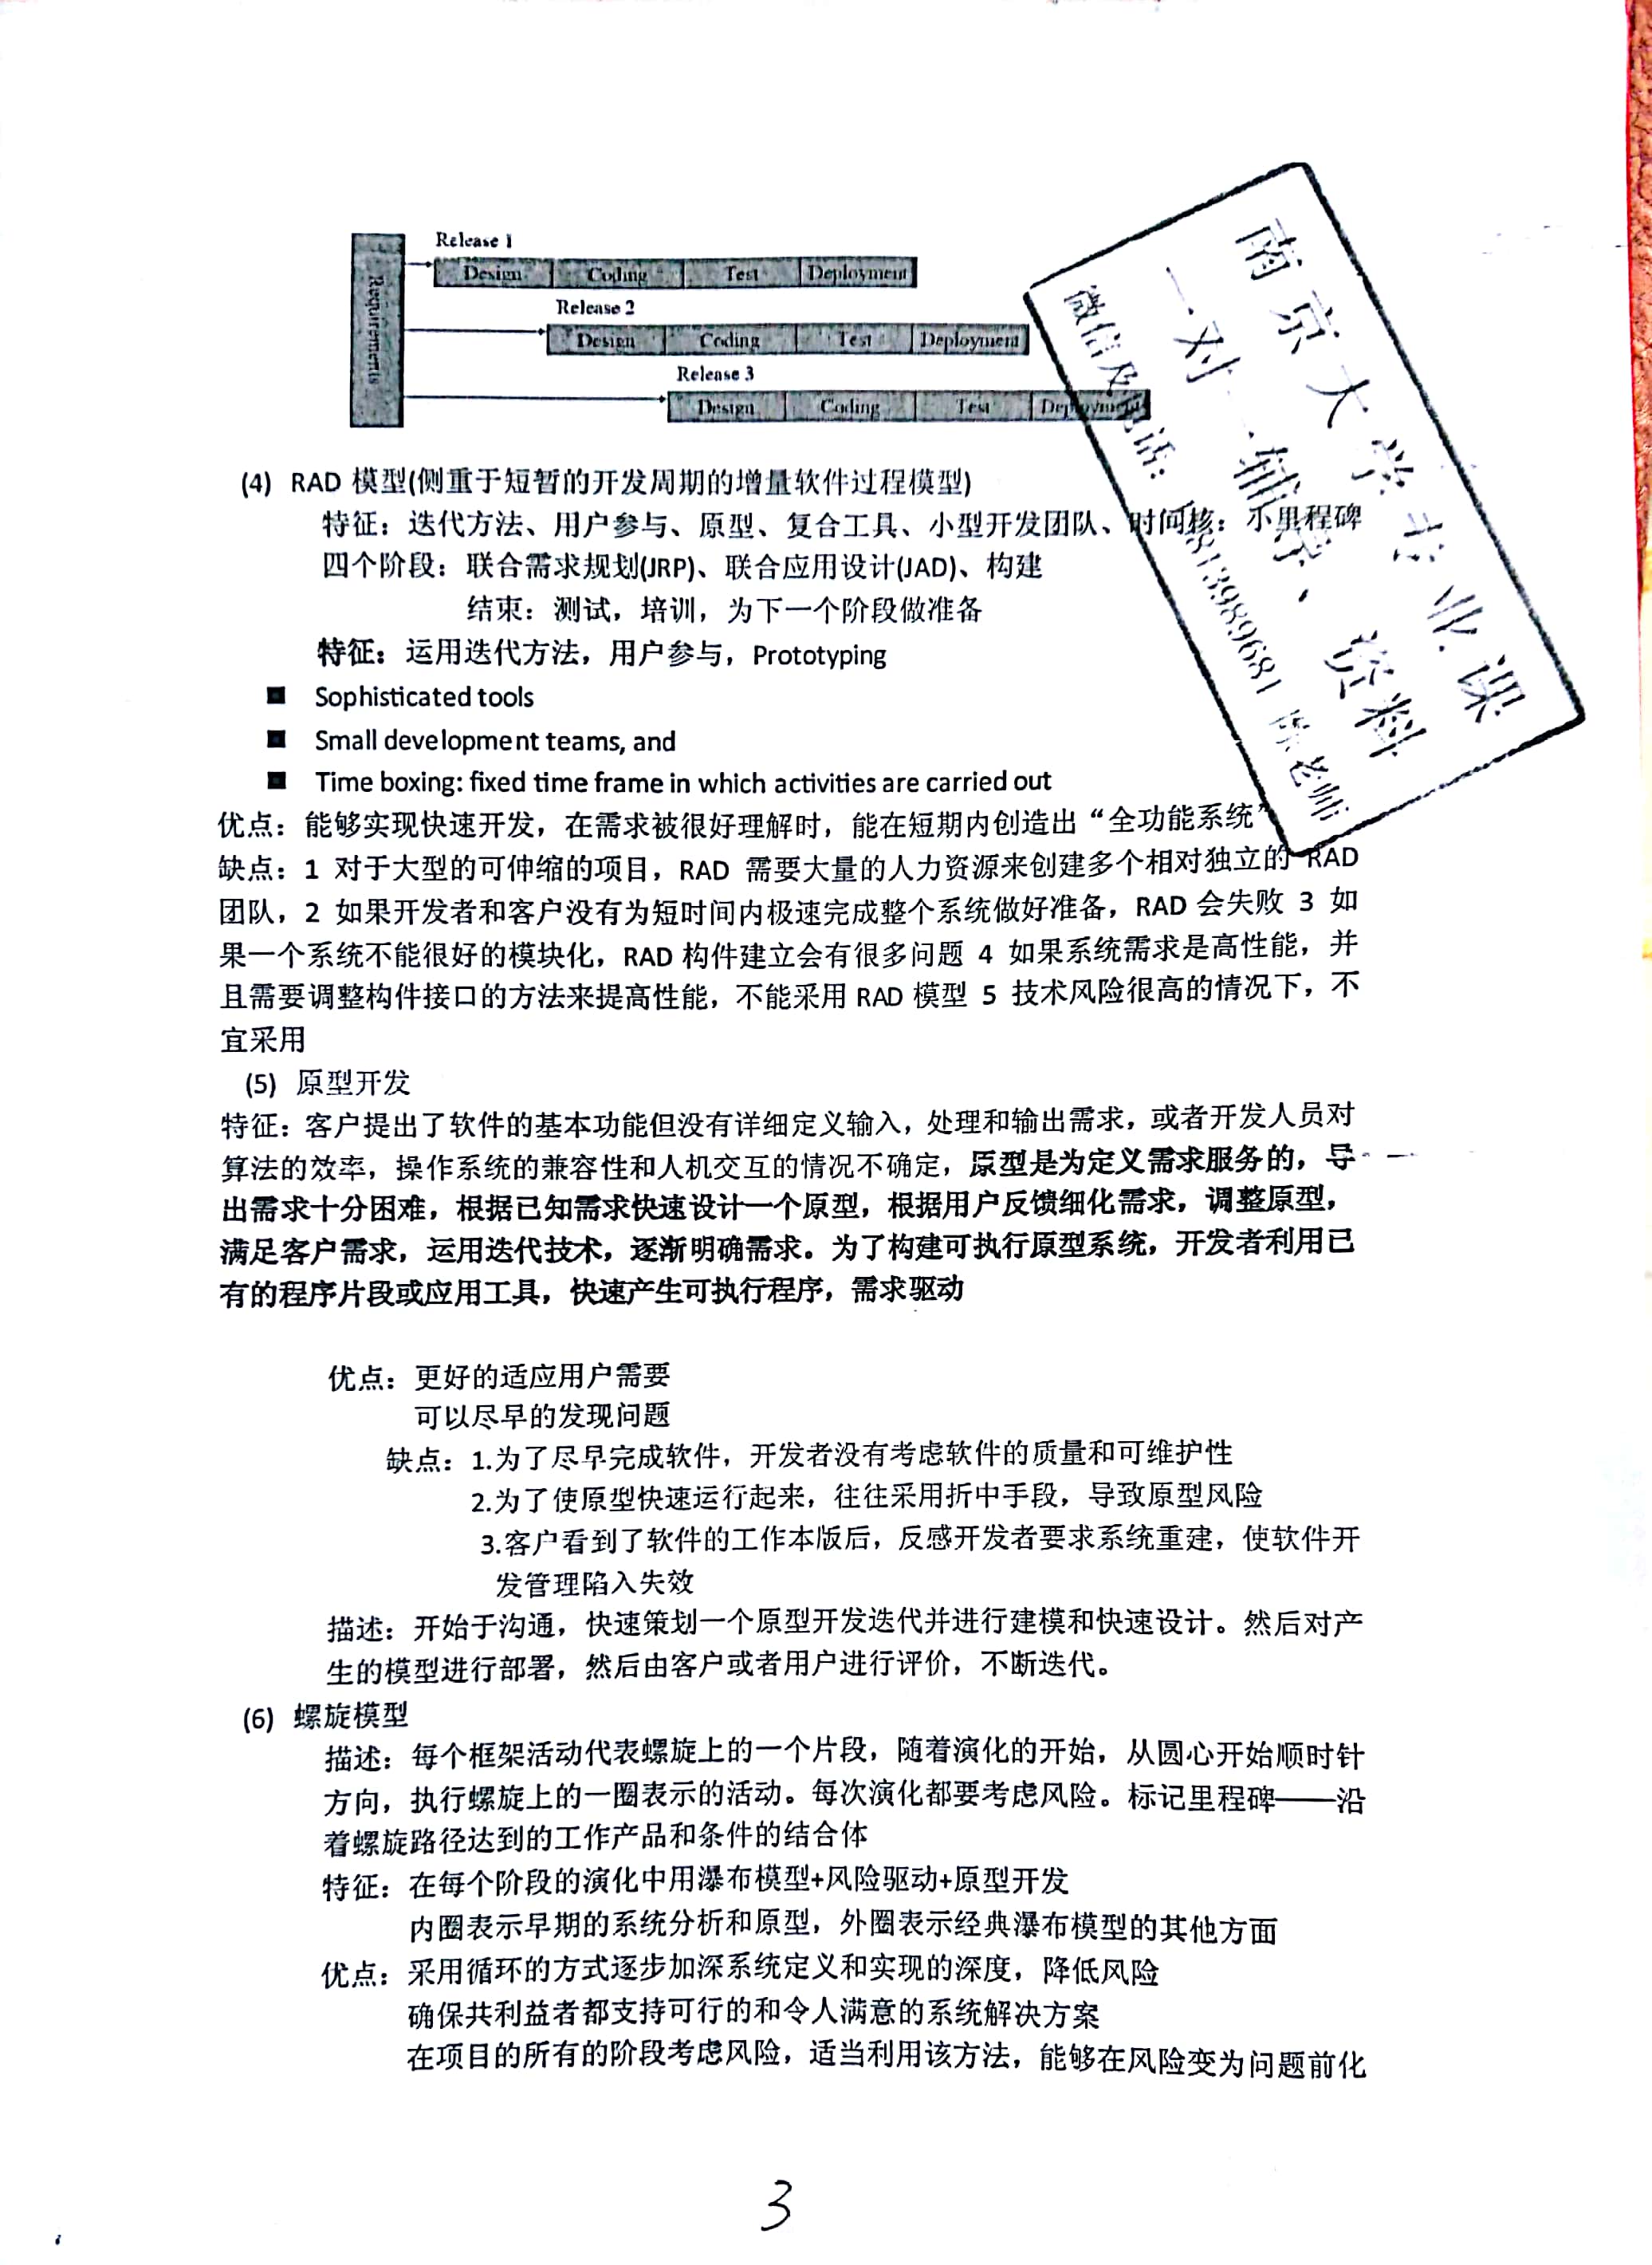 Release 1
Requirements
Design Coding Test Deployment
Release 2
Design Coding Test Deployment
Release 3
Design Coding Test Deployment
(4) RAD 模型(侧重于短暂的开发周期的增量软件过程模型)
特征：迭代方法、用户参与、原型、复合工具、小型开发团队、时间核：小里程碑
四个阶段：联合需求规划(JRP)、联合应用设计(JAD)、构建
结束：测试，培训，为下一个阶段做准备
特征：运用迭代方法，用户参与，Prototyping
■ Sophisticated tools
■ Small development teams, and
■ Time boxing: fixed time frame in which activities are carried out
优点：能够实现快速开发，在需求被很好理解时，能在短期内创造出“全功能系统”
缺点：1 对于大型的可伸缩的项目，RAD 需要大量的人力资源来创建多个相对独立的 RAD
团队，2 如果开发者和客户没有为短时间内极速完成整个系统做好准备，RAD 会失败 3 如
果一个系统不能很好的模块化，RAD 构件建立会有很多问题 4 如果系统需求是高性能，并
且需要调整构件接口的方法来提高性能，不能采用 RAD 模型 5 技术风险很高的情况下，不
宜采用
(5) 原型开发
特征：客户提出了软件的基本功能但没有详细定义输入，处理和输出需求，或者开发人员对
算法的效率，操作系统的兼容性和人机交互的情况不确定，原型是为定义需求服务的，导
出需求十分困难，根据已知需求快速设计一个原型，根据用户反馈细化需求，调整原型，
满足客户需求，运用迭代技术，逐渐明确需求。为了构建可执行原型系统，开发者利用已
有的程序片段或应用工具，快速产生可执行程序，需求驱动
优点：更好的适应用户需要
可以尽早的发现问题
缺点：1.为了尽早完成软件，开发者没有考虑软件的质量和可维护性
2.为了使原型快速运行起来，往往采用折中手段，导致原型风险
3.客户看到了软件的工作本版后，反感开发者要求系统重建，使软件开
发管理陷入失效
描述：开始于沟通，快速策划一个原型开发迭代并进行建模和快速设计。然后对产
生的模型进行部署，然后由客户或者用户进行评价，不断迭代。
(6) 螺旋模型
描述：每个框架活动代表螺旋上的一个片段，随着演化的开始，从圆心开始顺时针
方向，执行螺旋上的一圈表示的活动。每次演化都要考虑风险。标记里程碑——沿
着螺旋路径达到的工作产品和条件的结合体
特征：在每个阶段的演化中用瀑布模型+风险驱动+原型开发
内圈表示早期的系统分析和原型，外圈表示经典瀑布模型的其他方面
优点：采用循环的方式逐步加深系统定义和实现的深度，降低风险
确保共利益者都支持可行的和令人满意的系统解决方案
在项目的所有的阶段考虑风险，适当利用该方法，能够在风险变为问题前化
3
南京大学专业课
一对一辅导、资料
微信及电话： 陈老师